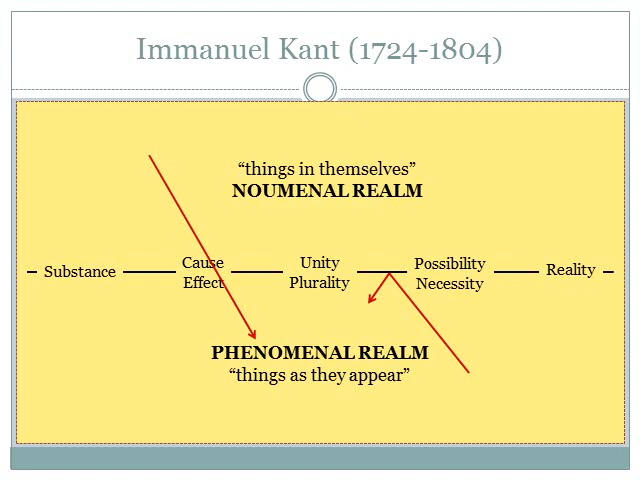 Immanuel Kant (1724-1804)
“things in themselves”
NOUMENAL REALM
Substance
Cause
Effect
Unity
Plurality
Possibility
Necessity
Reality
PHENOMENAL REALM
“things as they appear”